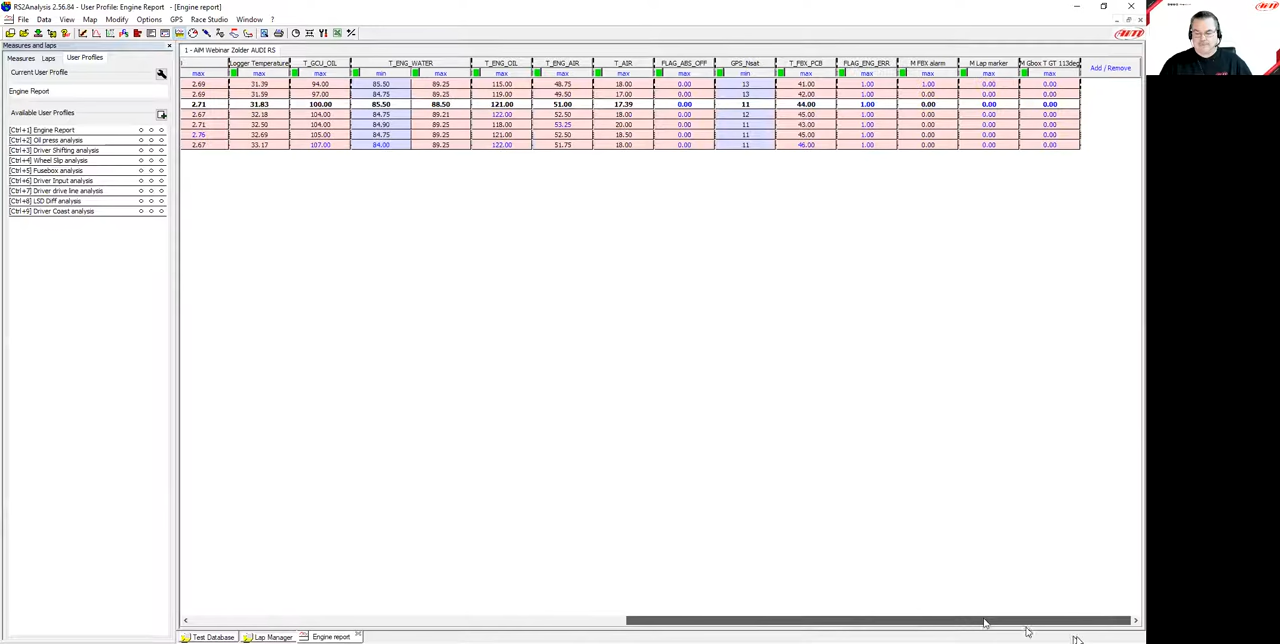 RS2Analysis 2.56.84 - User Profile: Engine Report - [Engine report]
File Data View Map Modify Options GPS Race Studio Window ?
Measures and laps
Measures Laps User Profiles
Current User Profile
Engine Report
Available User Profiles
[Ctrl+1] Engine Report
[Ctrl+2] Oil press analysis
[Ctrl+3] Driver Shifting analysis
[Ctrl+4] Wheel Slip analysis
[Ctrl+5] Fusebox analysis
[Ctrl+6] Driver Input analysis
[Ctrl+7] Driver drive line analysis
[Ctrl+8] LSD Diff analysis
[Ctrl+9] Driver Coast analysis
1 - AiM Webinar Zolder AUDI RS
Logger Temperature T_GCU_OIL T_ENG_WATER T_ENG_OIL T_ENG_AIR T_AIR FLAG_ABS_OFF GPS_Nsat T_FBX_PCB FLAG_ENG_ERR M FBX alarm M Lap marker M Gbox T GT 113deg Add / Remove
max max max min max max max max max min max max max max max
2.69 31.39 94.00 85.50 89.25 115.00 48.75 18.00 0.00 13 41.00 1.00 1.00 0.00 0.00
2.69 31.59 97.00 84.75 89.25 119.00 49.50 17.00 0.00 13 42.00 1.00 0.00 0.00 0.00
2.71 31.83 100.00 85.50 88.50 121.00 51.00 17.39 0.00 11 44.00 1.00 0.00 0.00 0.00
2.67 32.18 104.00 84.75 89.21 122.00 52.50 18.00 0.00 12 45.00 1.00 0.00 0.00 0.00
2.71 32.50 104.00 84.90 89.25 118.00 53.25 20.00 0.00 11 43.00 1.00 0.00 0.00 0.00
2.76 32.69 105.00 84.75 89.25 121.00 52.50 18.50 0.00 11 45.00 1.00 0.00 0.00 0.00
2.67 33.17 107.00 84.00 89.25 122.00 51.75 18.00 0.00 11 46.00 1.00 0.00 0.00 0.00
Test Database Lap Manager Engine report